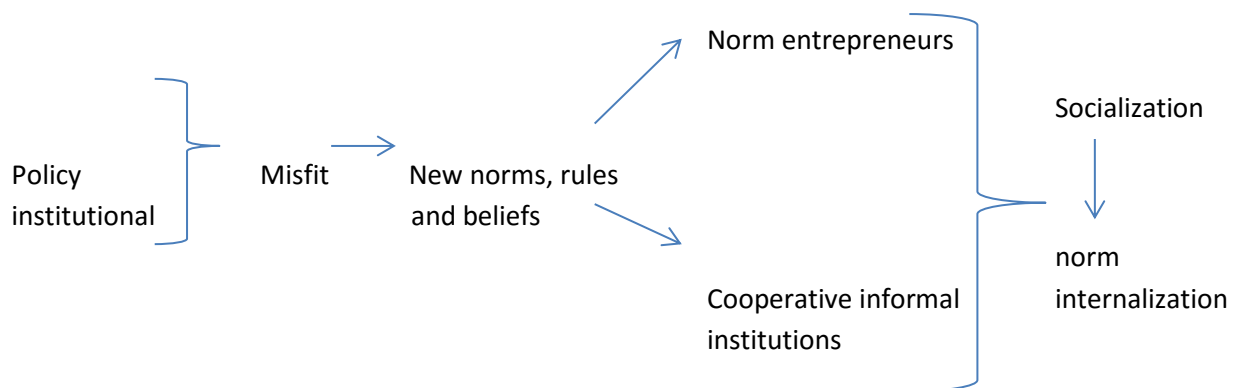 Policy
institutional
Misfit
New norms, rules
and beliefs
Norm entrepreneurs
Cooperative informal
institutions
Socialization
norm
internalization